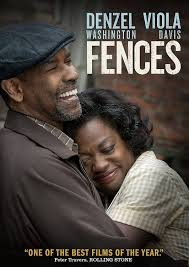 DENZEL VIOLA
WASHINGTON DAVIS
FENCES
"ONE OF THE BEST FILMS OF THE YEAR."
Peter Travers, ROLLING STONE